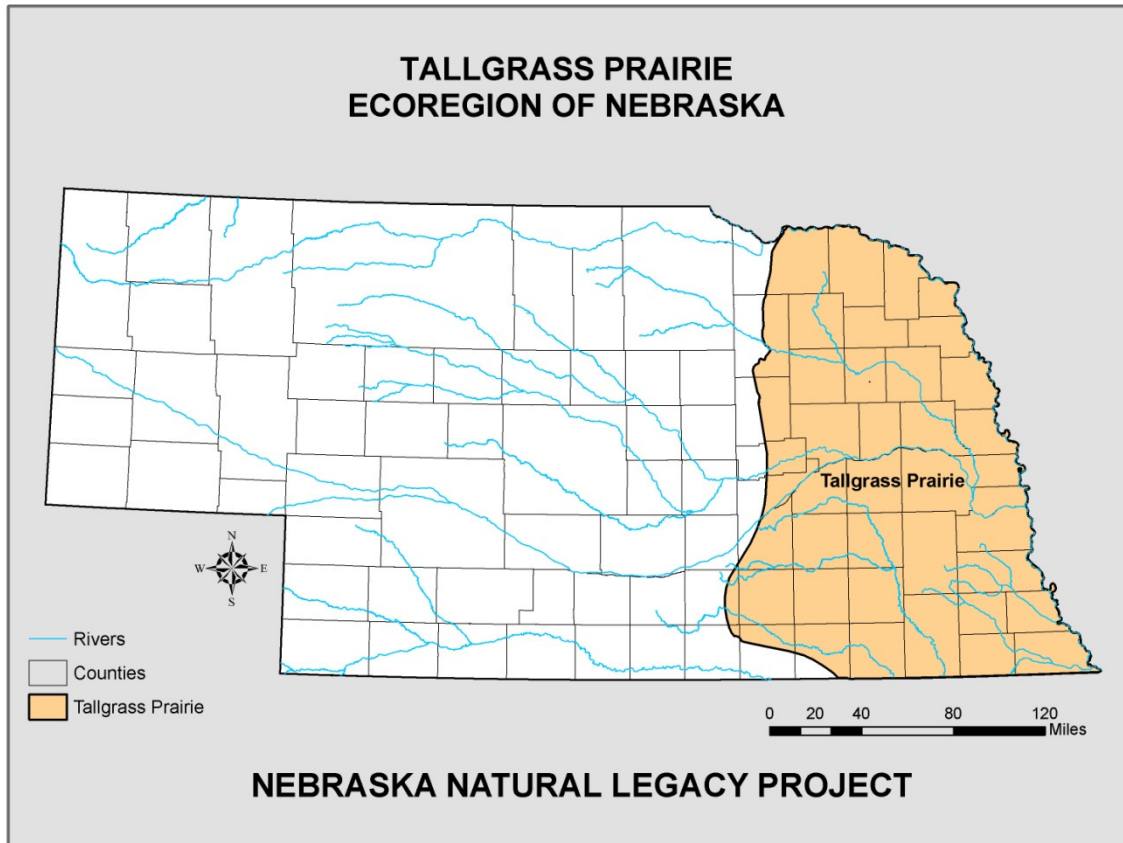 TALLGRASS PRAIRIE
ECOREGION OF NEBRASKA
Tallgrass Prairie
N
W E
S
Rivers
Counties
Tallgrass Prairie
0 20 40 80 120
Miles
NEBRASKA NATURAL LEGACY PROJECT